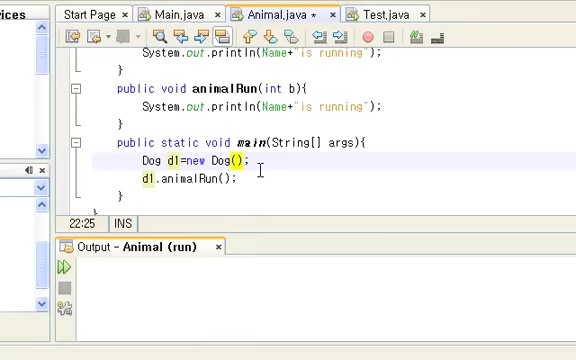 rvices
Start Page
Main.java
Animal.java *
Test.java
System.out.println(Name+"is running");
}
public void animalRun(int b){
System.out.println(Name+"is running");
}
public static void main(String[] args){
Dog d1=new Dog();
d1.animalRun();
}
}
22:25 INS
Output - Animal (run)